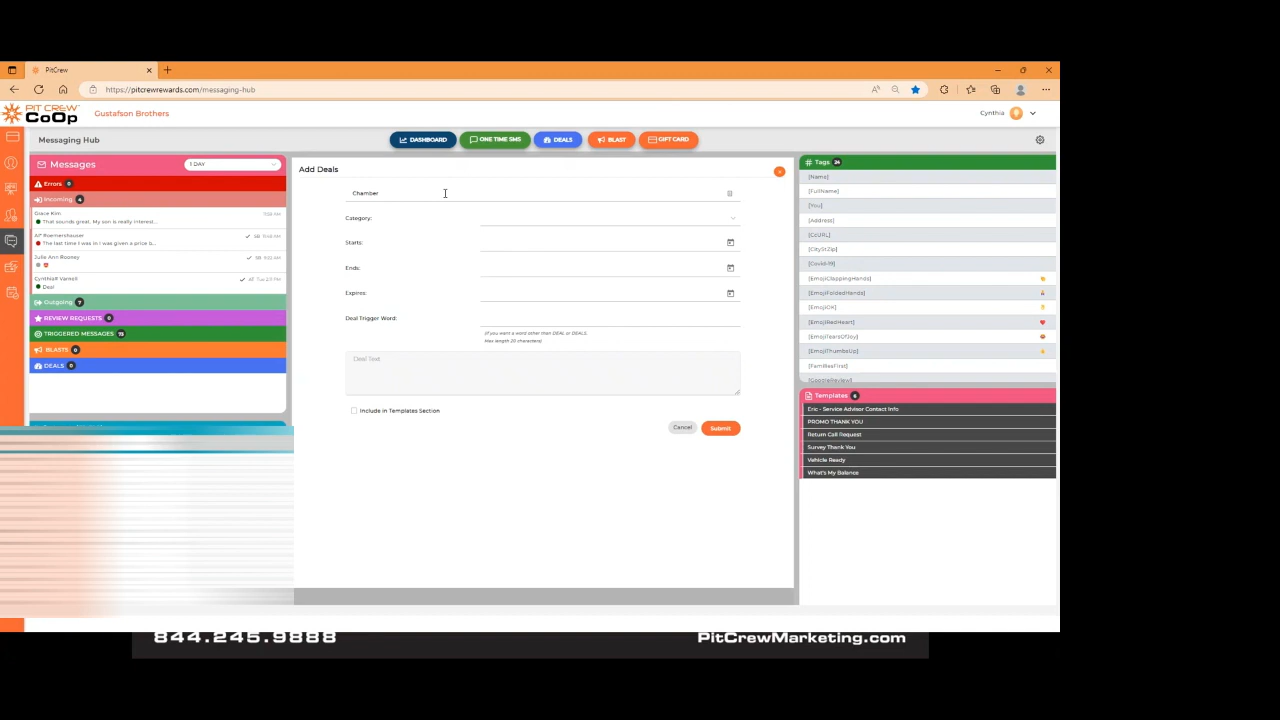 PitCrew
https://pitcrewrewards.com/messaging-hub
PIT CREW
CoOp
Gustafson Brothers
Cynthia
Messaging Hub
DASHBOARD
ONE TIME SMS
DEALS
BLAST
GIFT CARD
Messages
1 DAY
Errors 0
Incoming 4
Grace Kim
That sounds great. My son is really interest...
Alf Roemershauser
The last time I was in I was given a price b...
Julie Ann Rooney
Cynthia# Varnell
Deal
Outgoing 7
REVIEW REQUESTS 0
TRIGGERED MESSAGES
BLASTS 0
DEALS 0
Add Deals
Chamber
Category:
Starts:
Ends:
Expires:
Deal Trigger Word:
(If you want a word other than DEAL or DEALS.
Max length 20 characters)
Deal Text
Include in Templates Section
Cancel
Submit
Tags 24
[Name]
[FullName]
[You]
[Address]
[CcURL]
[CityStZip]
[Covid-19]
[EmojiClappingHands]
[EmojiFoldedHands]
[EmojiOK]
[EmojiRedHeart]
[EmojiTearsOfJoy]
[EmojiThumbsUp]
[FamiliesFirst]
[GoogleReview]
Templates 6
Eric - Service Advisor Contact Info
PROMO THANK YOU
Return Call Request
Survey Thank You
Vehicle Ready
What's My Balance
844.245.9888
PitCrewMarketing.com